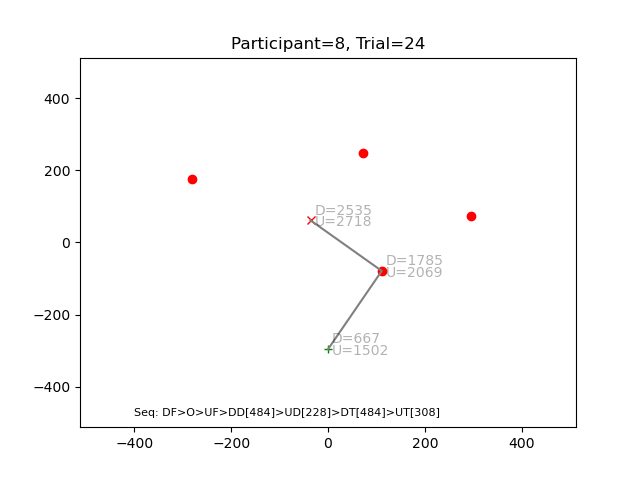 Participant=8, Trial=24
400
200
0
−200
−400
D=2535
U=2718
D=1785
U=2069
D=667
U=1502
Seq: DF>O>UF>DD[484]>UD[228]>DT[484]>UT[308]
−400 −200 0 200 400